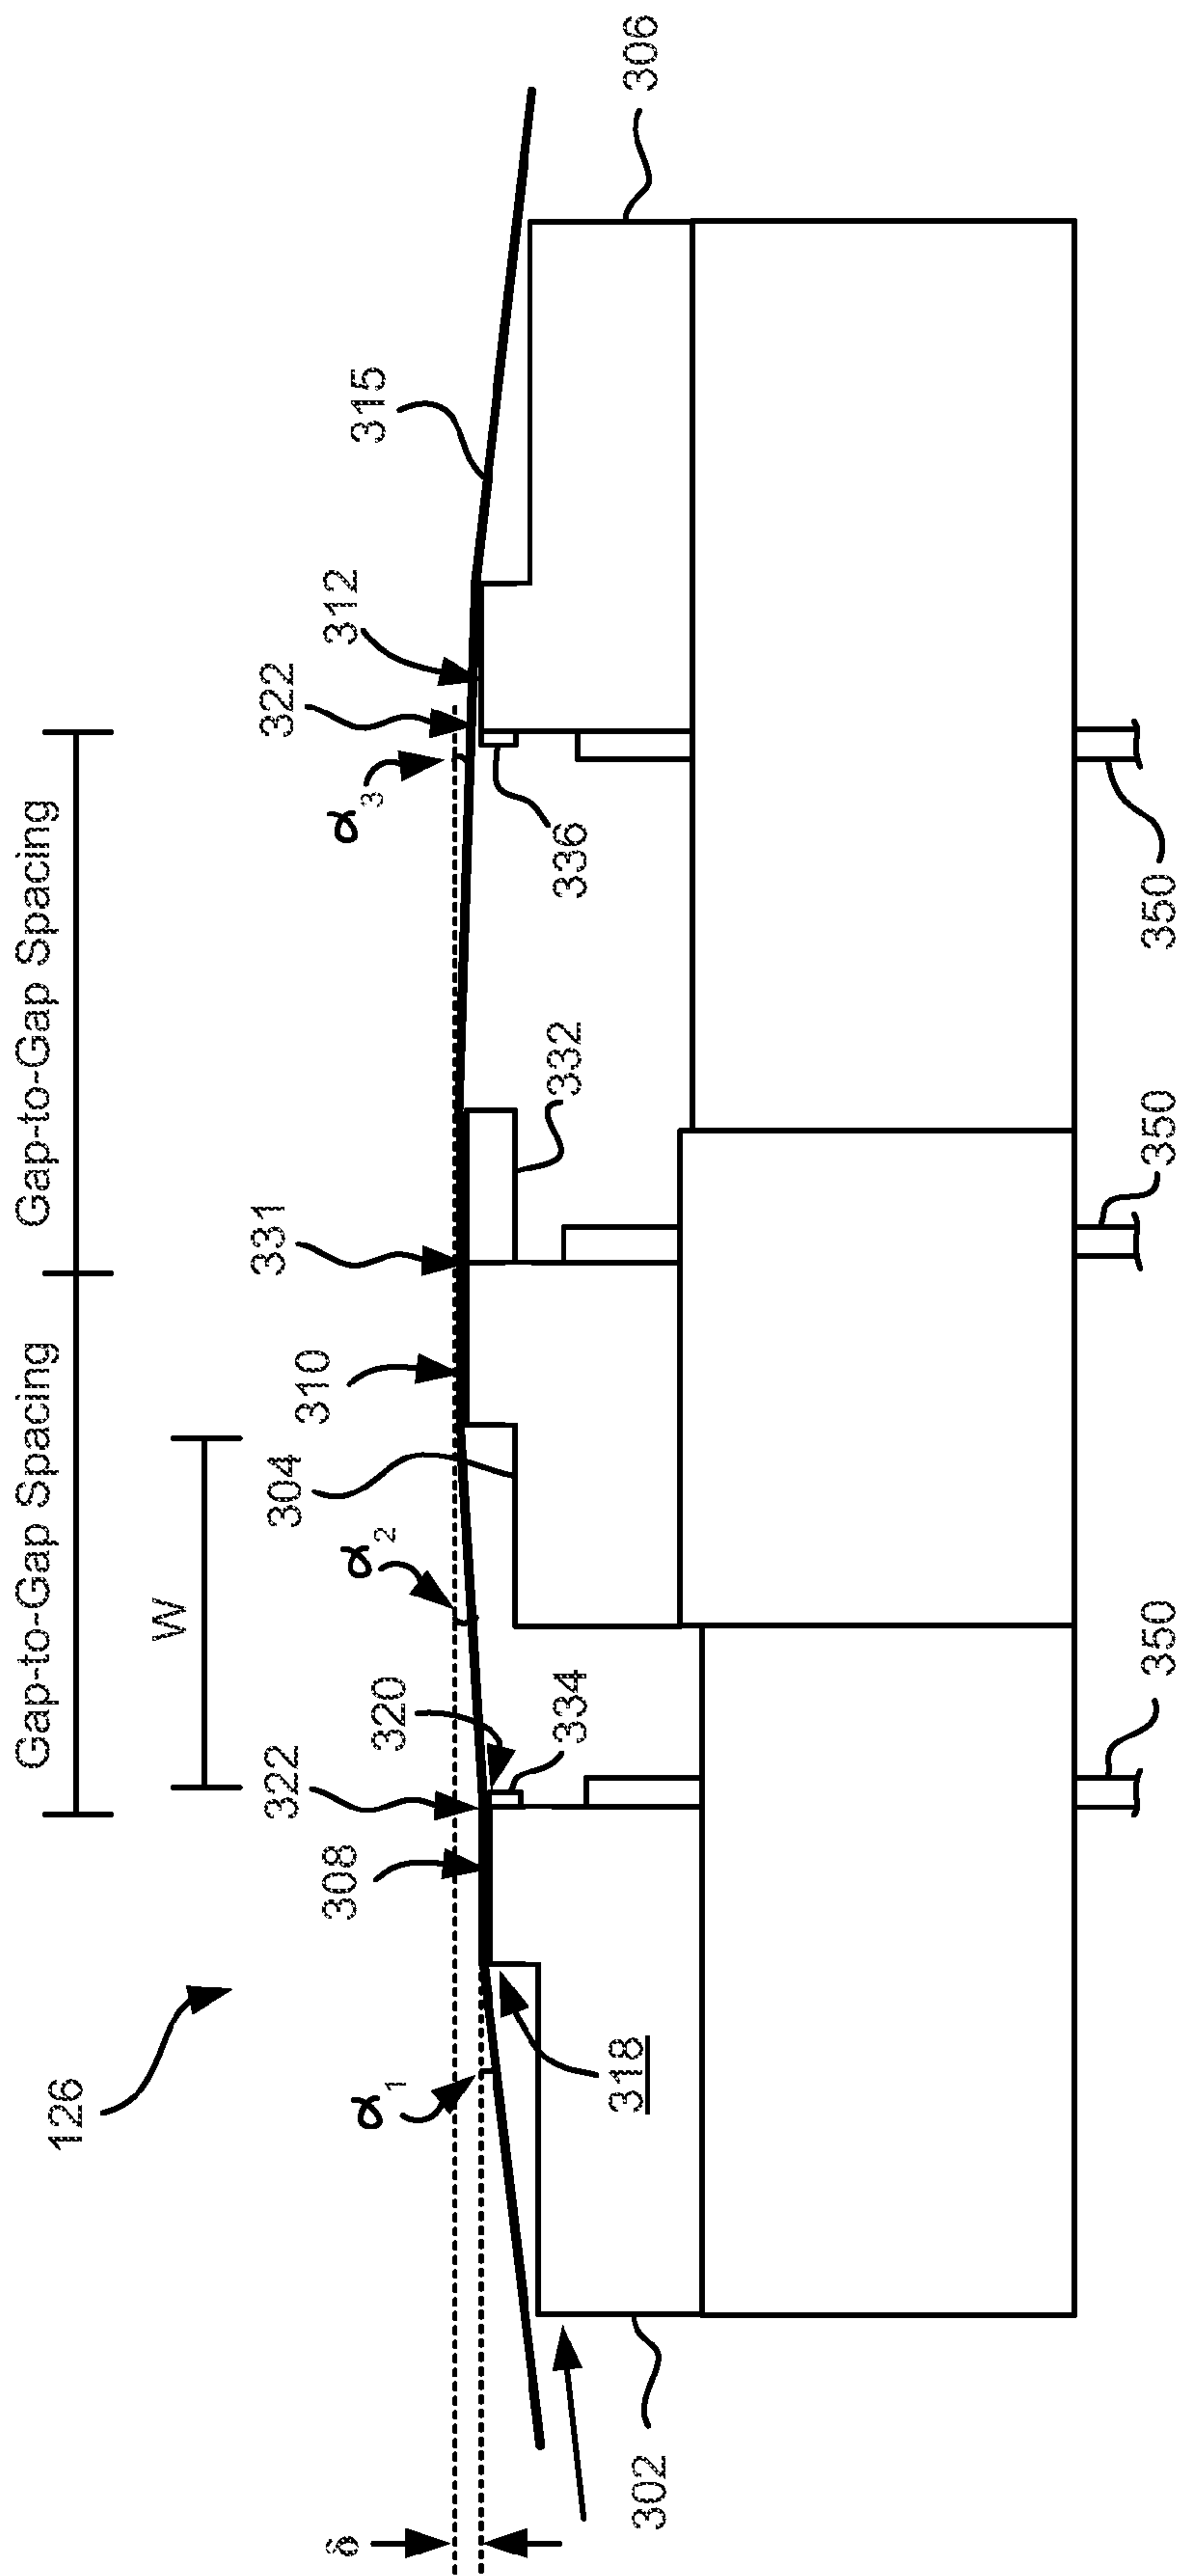 Gap-to-Gap Spacing
Gap-to-Gap Spacing
W
126
δ
α1
308
322
320
334
α2
304
310
331
332
α3
322
312
315
336
306
302
318
350
350
350